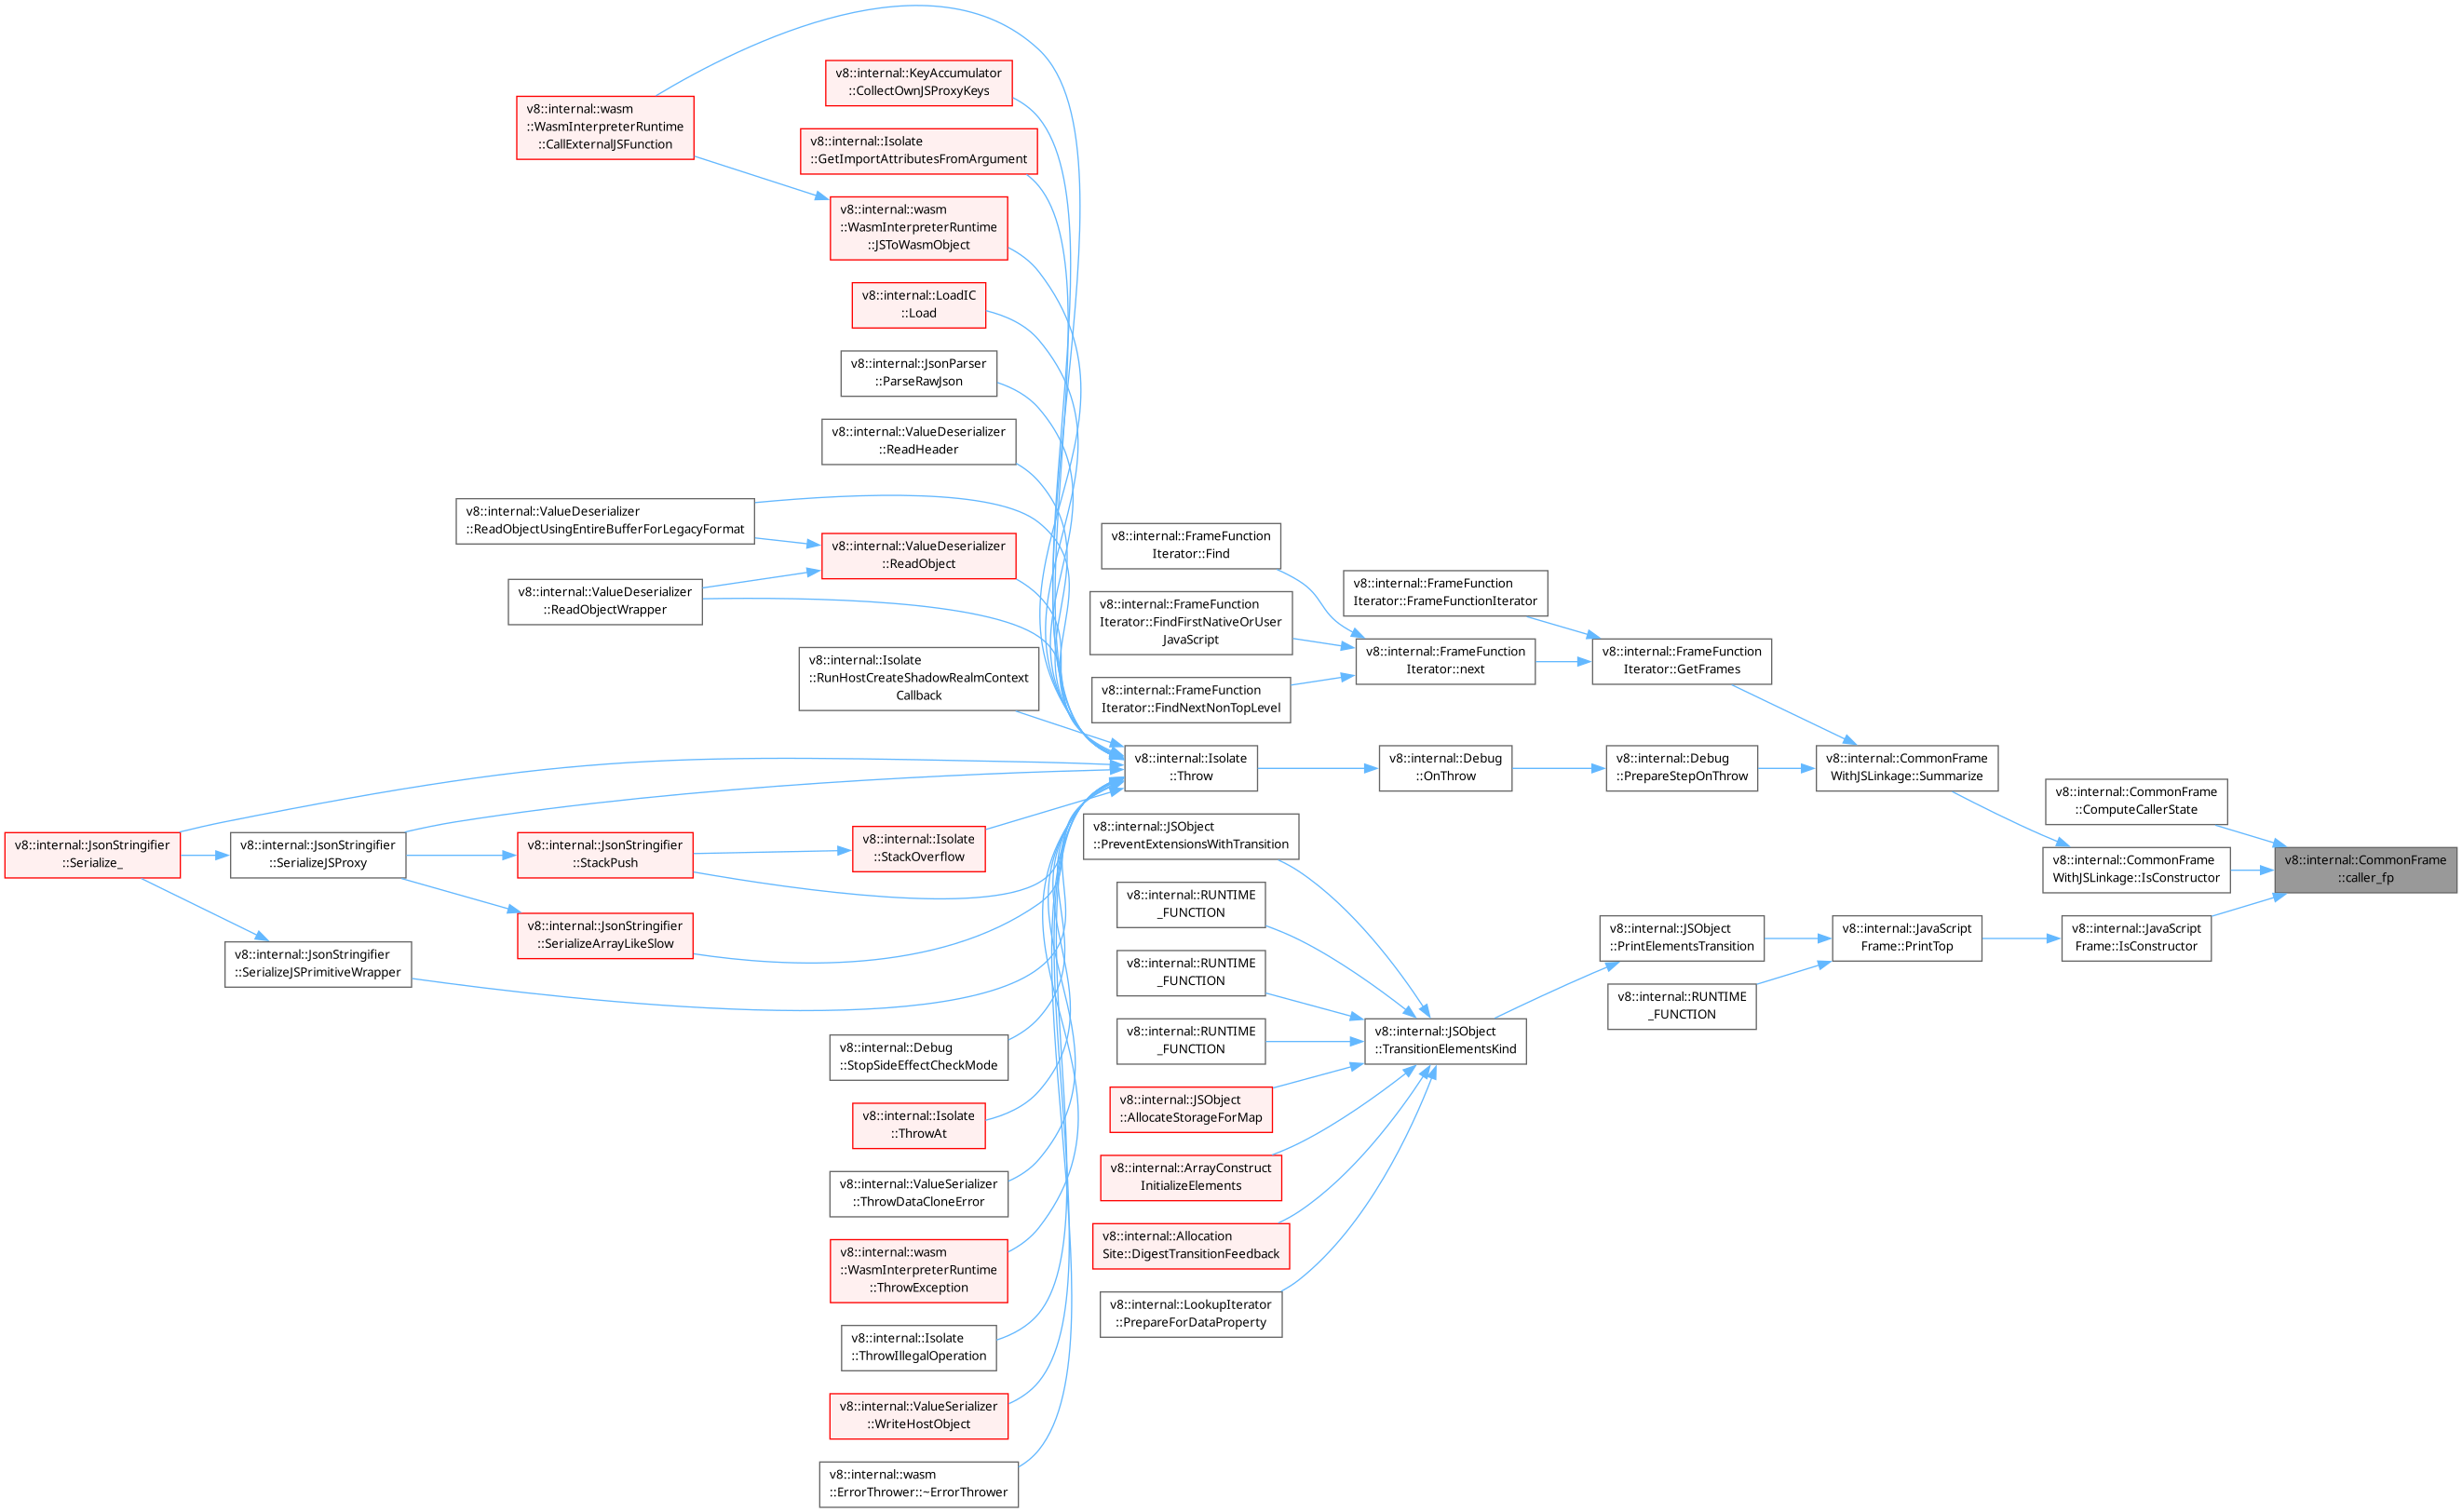 v8::internal::wasm
::WasmInterpreterRuntime
::CallExternalJSFunction
v8::internal::KeyAccumulator
::CollectOwnJSProxyKeys
v8::internal::Isolate
::GetImportAttributesFromArgument
v8::internal::wasm
::WasmInterpreterRuntime
::JSToWasmObject
v8::internal::LoadIC
::Load
v8::internal::JsonParser
::ParseRawJson
v8::internal::ValueDeserializer
::ReadHeader
v8::internal::ValueDeserializer
::ReadObjectUsingEntireBufferForLegacyFormat
v8::internal::ValueDeserializer
::ReadObject
v8::internal::ValueDeserializer
::ReadObjectWrapper
v8::internal::Isolate
::RunHostCreateShadowRealmContext
Callback
v8::internal::JsonStringifier
::Serialize_
v8::internal::JsonStringifier
::SerializeJSProxy
v8::internal::JsonStringifier
::StackPush
v8::internal::Isolate
::StackOverflow
v8::internal::JsonStringifier
::SerializeArrayLikeSlow
v8::internal::JsonStringifier
::SerializeJSPrimitiveWrapper
v8::internal::Debug
::StopSideEffectCheckMode
v8::internal::Isolate
::ThrowAt
v8::internal::ValueSerializer
::ThrowDataCloneError
v8::internal::wasm
::WasmInterpreterRuntime
::ThrowException
v8::internal::Isolate
::ThrowIllegalOperation
v8::internal::ValueSerializer
::WriteHostObject
v8::internal::wasm
::ErrorThrower::~ErrorThrower
v8::internal::FrameFunction
Iterator::Find
v8::internal::FrameFunction
Iterator::FindFirstNativeOrUser
JavaScript
v8::internal::FrameFunction
Iterator::FindNextNonTopLevel
v8::internal::Isolate
::Throw
v8::internal::JSObject
::PreventExtensionsWithTransition
v8::internal::RUNTIME
_FUNCTION
v8::internal::RUNTIME
_FUNCTION
v8::internal::RUNTIME
_FUNCTION
v8::internal::JSObject
::AllocateStorageForMap
v8::internal::ArrayConstruct
InitializeElements
v8::internal::Allocation
Site::DigestTransitionFeedback
v8::internal::LookupIterator
::PrepareForDataProperty
v8::internal::FrameFunction
Iterator::FrameFunctionIterator
v8::internal::FrameFunction
Iterator::next
v8::internal::Debug
::OnThrow
v8::internal::JSObject
::TransitionElementsKind
v8::internal::FrameFunction
Iterator::GetFrames
v8::internal::Debug
::PrepareStepOnThrow
v8::internal::JSObject
::PrintElementsTransition
v8::internal::RUNTIME
_FUNCTION
v8::internal::CommonFrame
WithJSLinkage::Summarize
v8::internal::JavaScript
Frame::PrintTop
v8::internal::CommonFrame
::ComputeCallerState
v8::internal::CommonFrame
WithJSLinkage::IsConstructor
v8::internal::JavaScript
Frame::IsConstructor
v8::internal::CommonFrame
::caller_fp